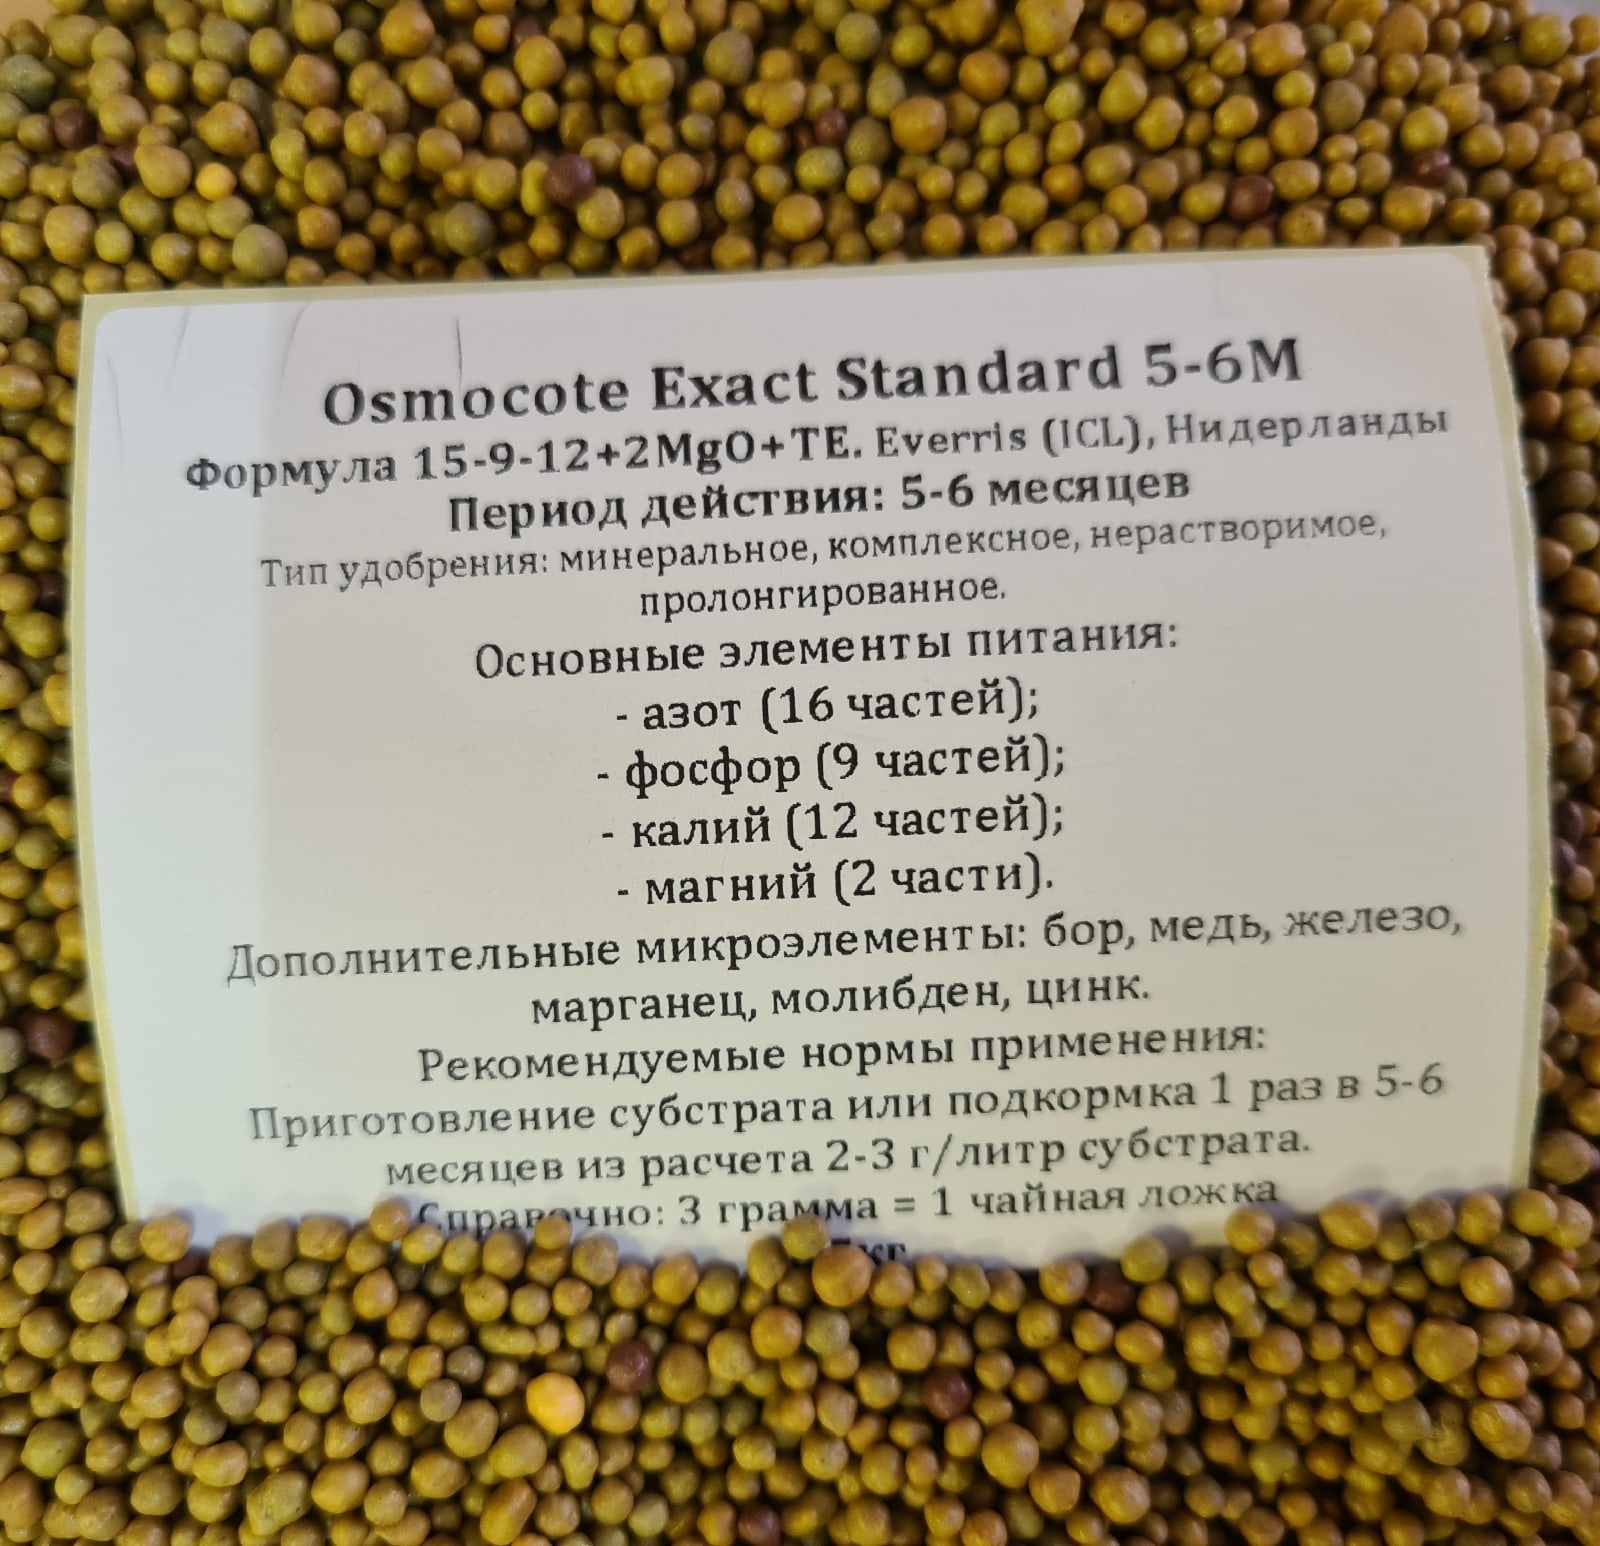 Osmocote Exact Standard 5-6М
Формула 15-9-12+2MgO+TE. Everris (ICL), Нидерланды
Период действия: 5-6 месяцев
Тип удобрения: минеральное, комплексное, нерастворимое,
пролонгированное.
Основные элементы питания:
- азот (16 частей);
- фосфор (9 частей);
- калий (12 частей);
- магний (2 части).
Дополнительные микроэлементы: бор, медь, железо,
марганец, молибден, цинк.
Рекомендуемые нормы применения:
Приготовление субстрата или подкормка 1 раз в 5-6
месяцев из расчета 2-3 г/литр субстрата.
Справочно: 3 грамма = 1 чайная ложка
кг